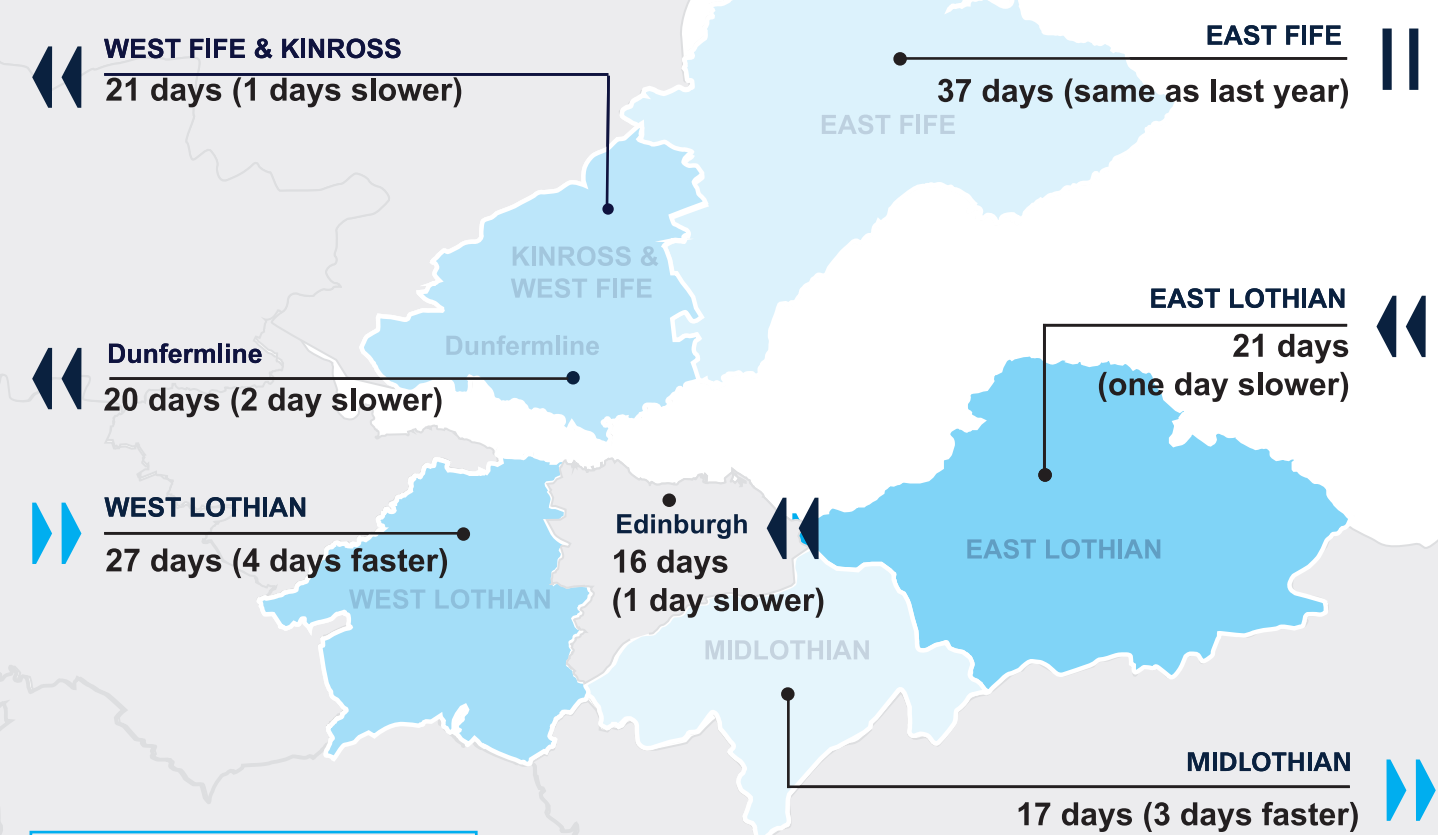 WEST FIFE & KINROSS
21 days (1 days slower)
EAST FIFE
37 days (same as last year)
EAST FIFE
KINROSS &
WEST FIFE
Dunfermline
EAST LOTHIAN
21 days
(one day slower)
Dunfermline
20 days (2 day slower)
WEST LOTHIAN
27 days (4 days faster)
WEST LOTHIAN
Edinburgh
16 days
(1 day slower)
EAST LOTHIAN
MIDLOTHIAN
MIDLOTHIAN
17 days (3 days faster)